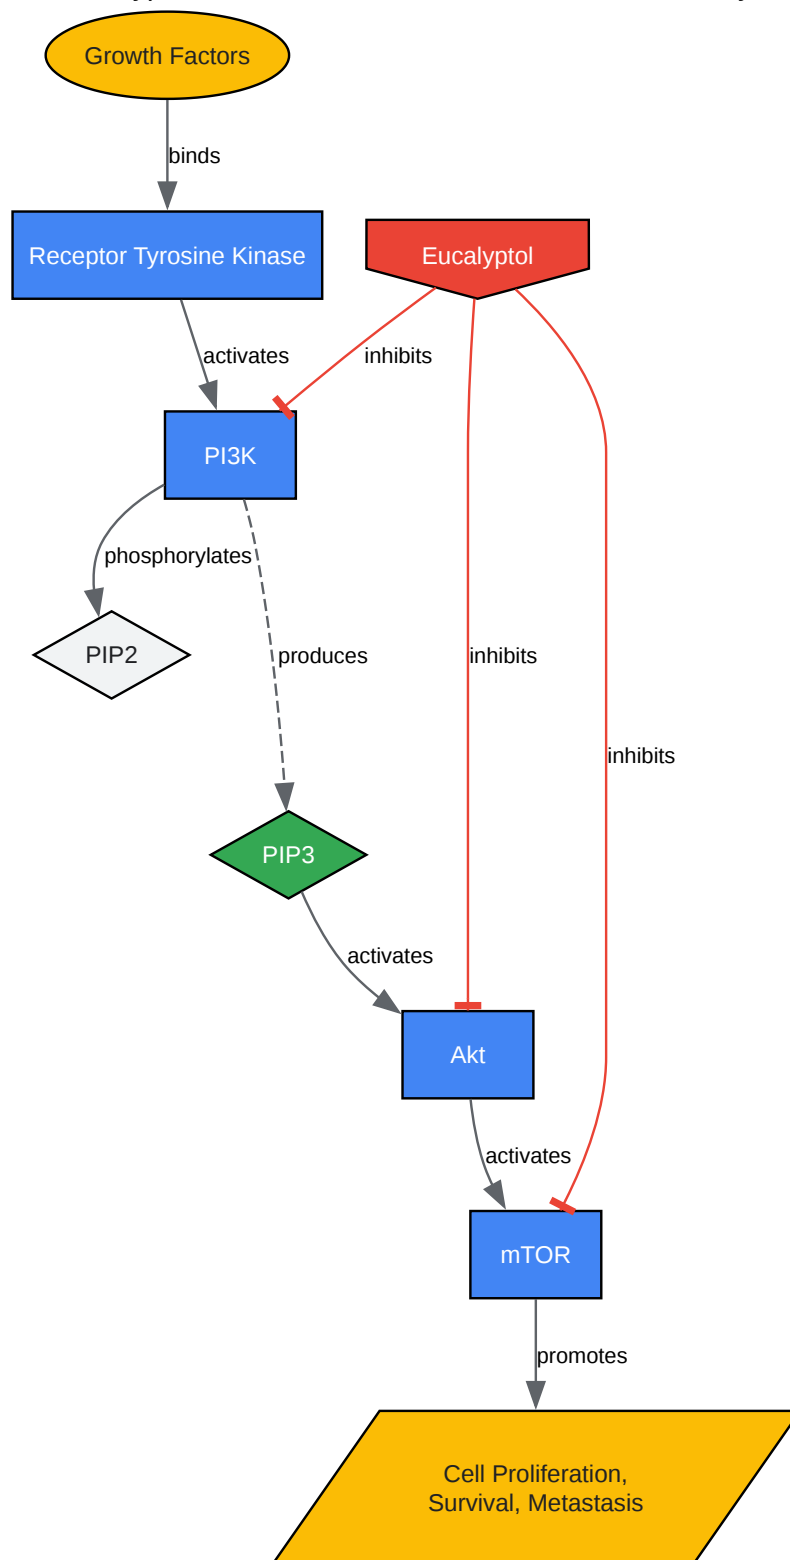 Growth Factors
binds
Receptor Tyrosine Kinase
Eucalyptol
activates
inhibits
PI3K
phosphorylates
PIP2
produces
inhibits
inhibits
PIP3
activates
Akt
activates
mTOR
promotes
Cell Proliferation,
Survival, Metastasis